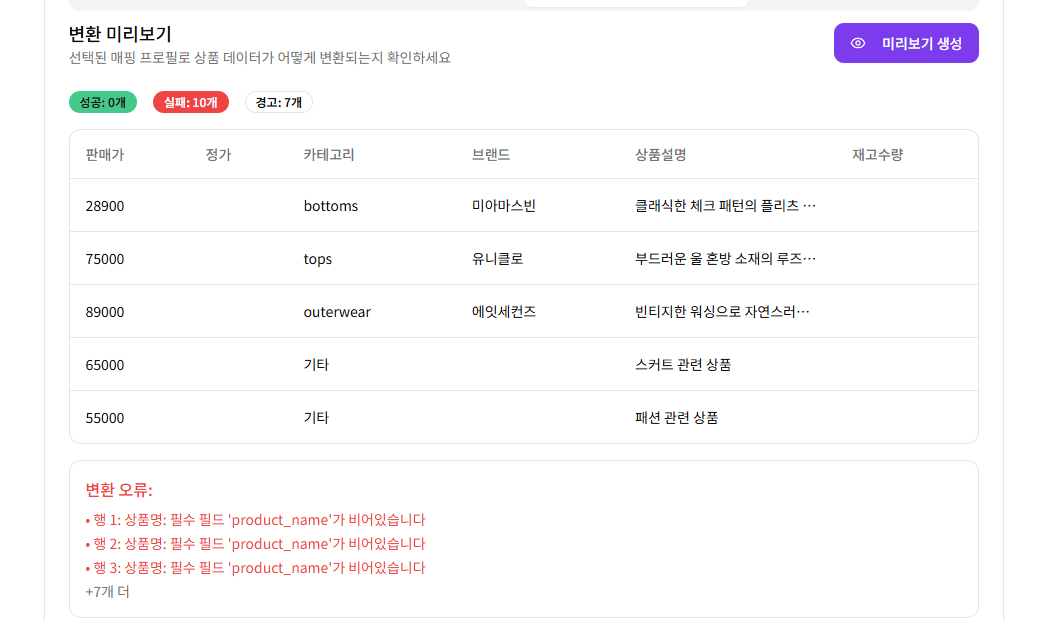 변환 미리보기
선택된 매핑 프로필로 상품 데이터가 어떻게 변환되는지 확인하세요
미리보기 생성
성공: 0개 실패: 10개 경고: 7개
판매가 정가 카테고리 브랜드 상품설명 재고수량
28900 bottoms 미아마스빈 클래식한 체크 패턴의 플리츠 …
75000 tops 유니클로 부드러운 울 혼방 소재의 루즈…
89000 outerwear 에잇세컨즈 빈티지한 워싱으로 자연스러…
65000 기타 스커트 관련 상품
55000 기타 패션 관련 상품
변환 오류:
• 행 1: 상품명: 필수 필드 'product_name'가 비어있습니다
• 행 2: 상품명: 필수 필드 'product_name'가 비어있습니다
• 행 3: 상품명: 필수 필드 'product_name'가 비어있습니다
+7개 더